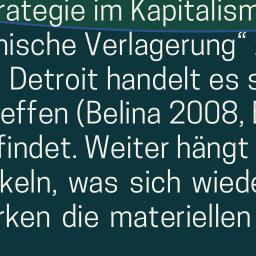 rategie im Kapitalism
nische Verlagerung“
Detroit handelt es s
effen (Belina 2008,
findet. Weiter hängt
keln, was sich wiede
rken die materiellen